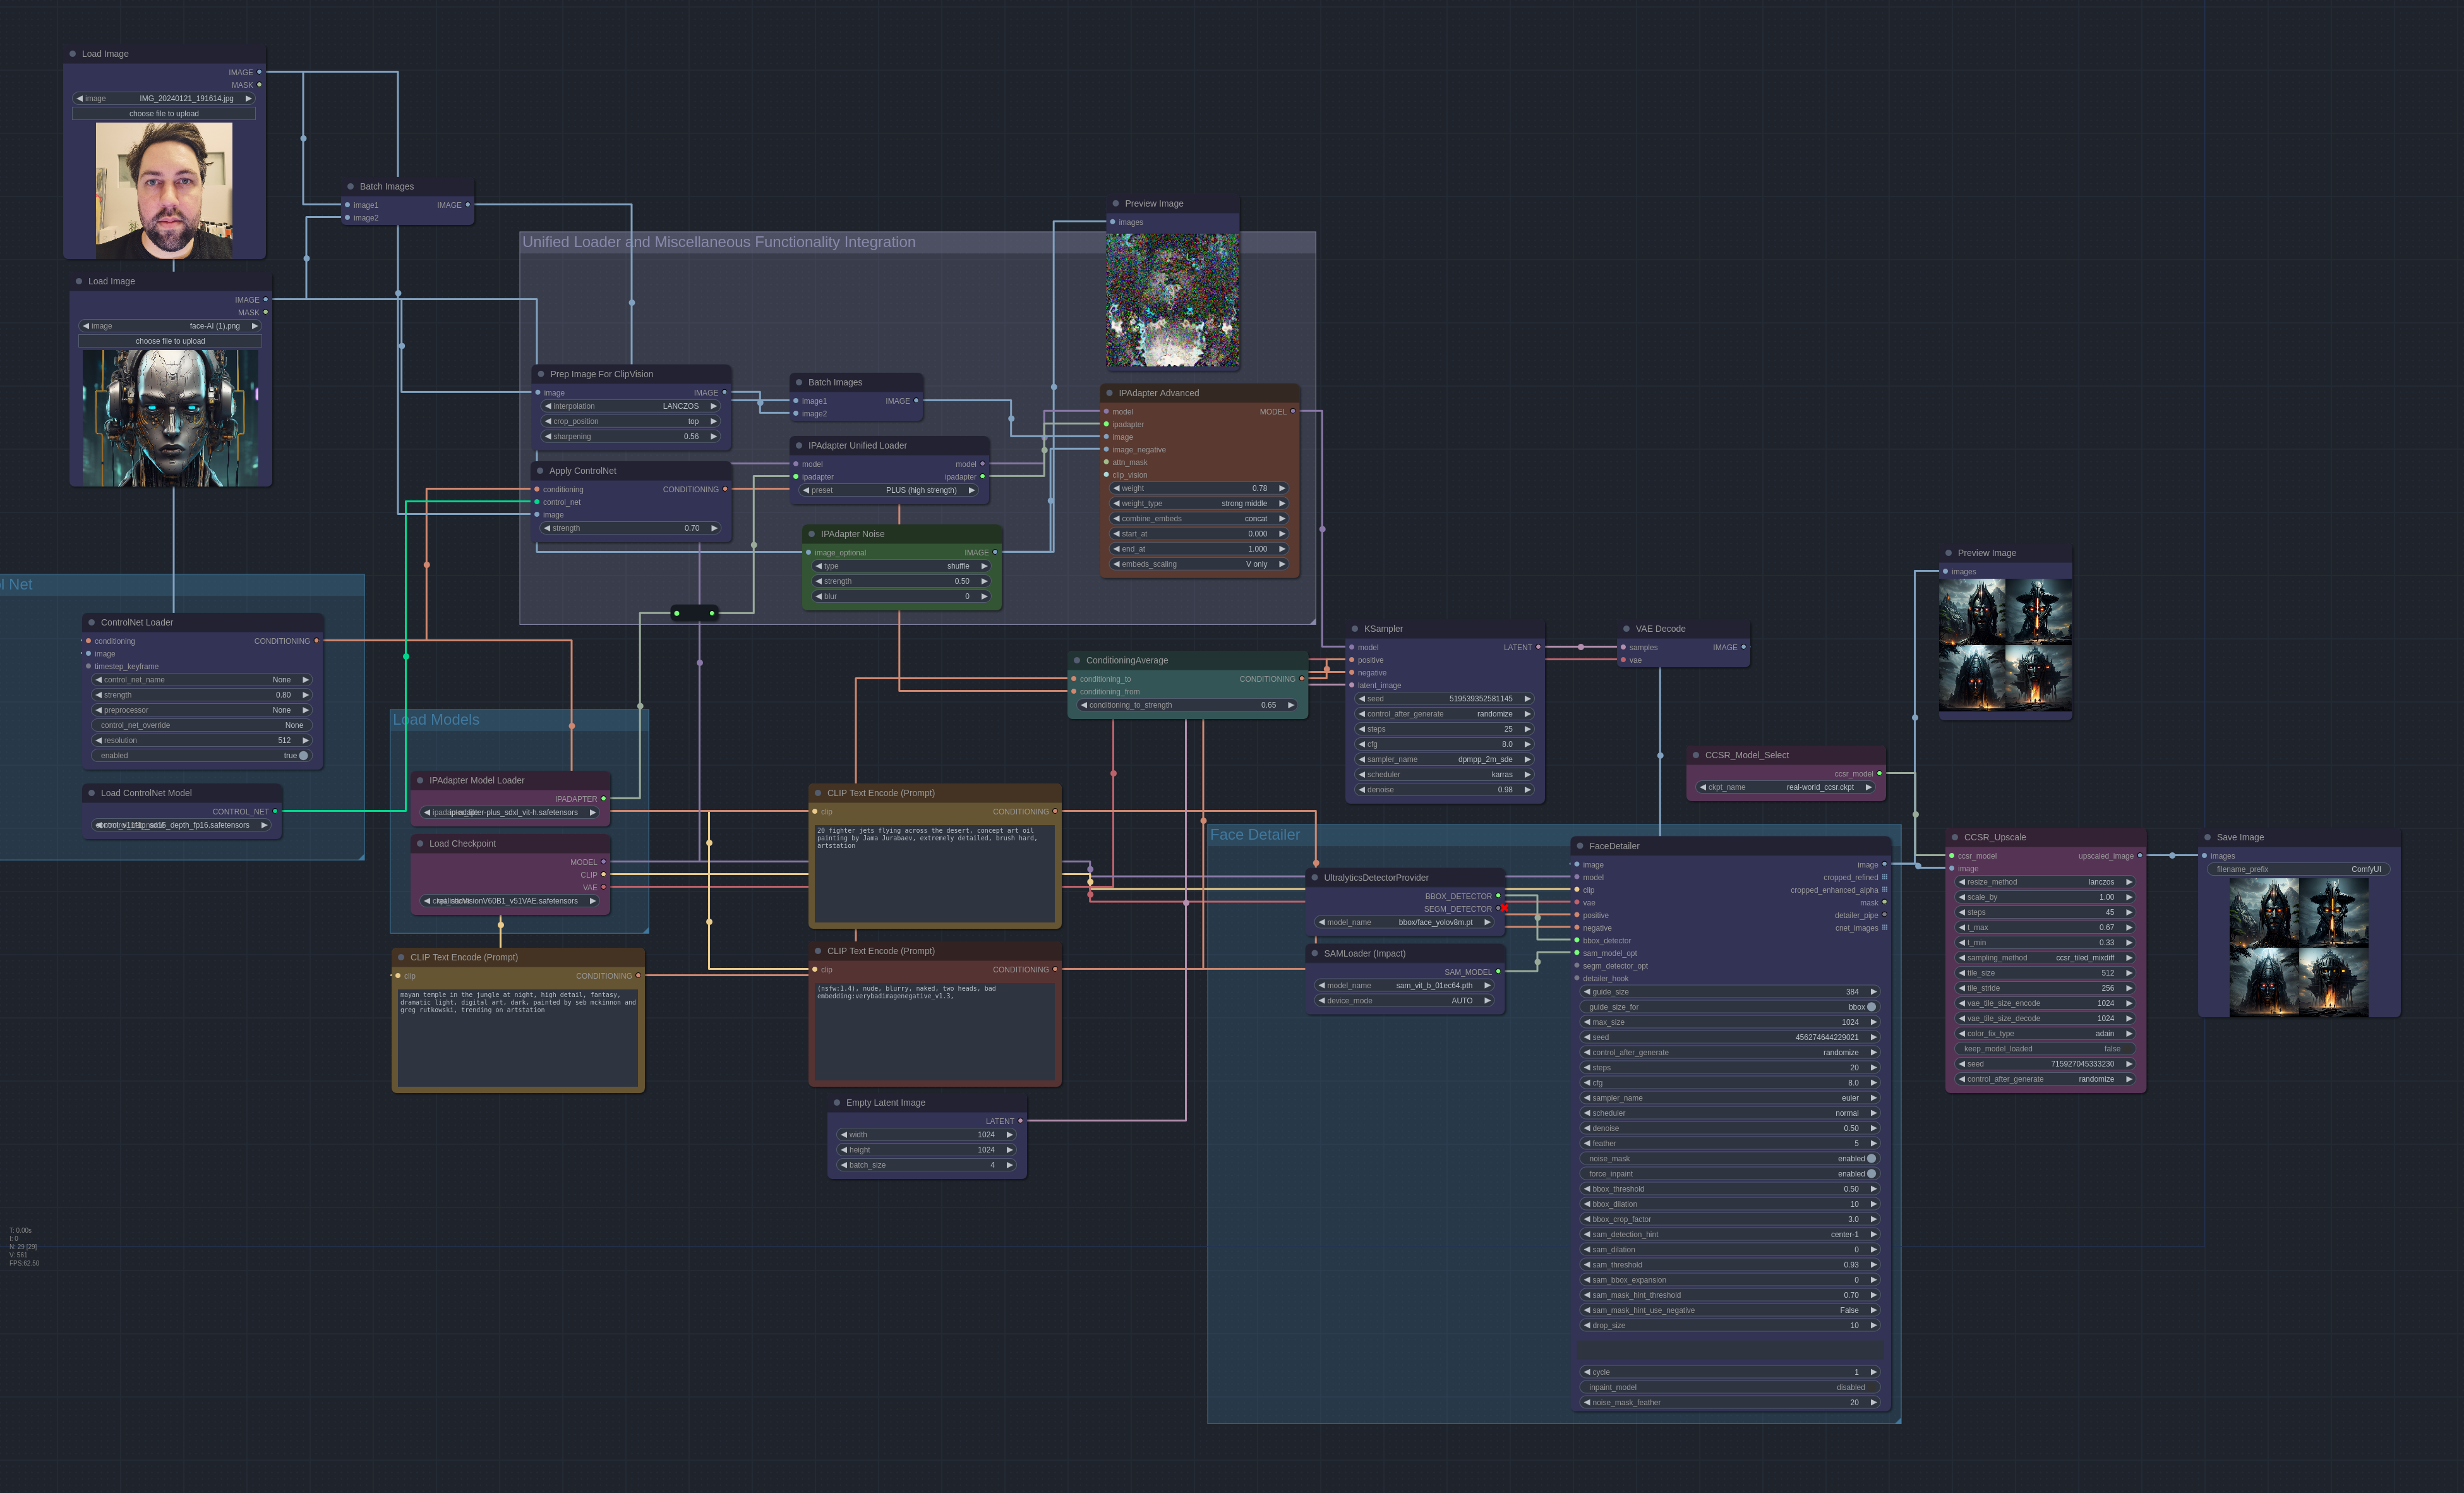 Load Image
IMAGE
MASK
image IMG_20240121_191614.jpg
choose file to upload
Load Image
IMAGE
MASK
image face-AI (1).png
choose file to upload
Batch Images
image1 IMAGE
image2
Unified Loader and Miscellaneous Functionality Integration
Preview Image
images
Prep Image For ClipVision
image IMAGE
interpolation LANCZOS
crop_position top
sharpening 0.56
Batch Images
image1 IMAGE
image2
IPAdapter Unified Loader
model model
ipadapter ipadapter
preset PLUS (high strength)
Apply ControlNet
conditioning CONDITIONING
control_net
image
strength 0.70
IPAdapter Noise
image_optional IMAGE
type shuffle
strength 0.50
blur 0
IPAdapter Advanced
model MODEL
ipadapter
image
image_negative
attn_mask
clip_vision
weight 0.78
weight_type strong middle
combine_embeds concat
start_at 0.000
end_at 1.000
embeds_scaling V only
l Net
ControlNet Loader
conditioning CONDITIONING
image
timestep_keyframe
control_net_name None
strength 0.80
preprocessor None
control_net_override None
resolution 512
enabled true
Load ControlNet Model
CONTROL_NET
_sd15_depth_fp16.safetensors
Load Models
IPAdapter Model Loader
IPADAPTER
-plus_sdxl_vit-h.safetensors
Load Checkpoint
MODEL
CLIP
VAE
VisionV60B1_v51VAE.safetensors
CLIP Text Encode (Prompt)
clip CONDITIONING
mayan temple in the jungle at night, high detail, fantasy,
dramatic light, digital art, dark, painted by seb mckinnon and
greg rutkowski, trending on artstation
CLIP Text Encode (Prompt)
clip CONDITIONING
20 fighter jets flying across the desert, concept art oil
painting by Jama Jurabaev, extremely detailed, brush hard,
artstation
CLIP Text Encode (Prompt)
clip CONDITIONING
(nsfw:1.4), nude, blurry, naked, two heads, bad
embedding:verybadimagenegative_v1.3,
Empty Latent Image
LATENT
width 1024
height 1024
batch_size 4
ConditioningAverage
conditioning_to CONDITIONING
conditioning_from
conditioning_to_strength 0.65
KSampler
model LATENT
positive
negative
latent_image
seed 519539352581145
control_after_generate randomize
steps 25
cfg 8.0
sampler_name dpmpp_2m_sde
scheduler karras
denoise 0.98
VAE Decode
samples IMAGE
vae
Face Detailer
UltralyticsDetectorProvider
BBOX_DETECTOR
SEGM_DETECTOR
model_name bbox/face_yolov8m.pt
SAMLoader (Impact)
SAM_MODEL
model_name sam_vit_b_01ec64.pth
device_mode AUTO
FaceDetailer
image image
model cropped_refined
clip cropped_enhanced_alpha
vae mask
positive detailer_pipe
negative cnet_images
bbox_detector
sam_model_opt
segm_detector_opt
detailer_hook
guide_size 384
guide_size_for bbox
max_size 1024
seed 456274644229021
control_after_generate randomize
steps 20
cfg 8.0
sampler_name euler
scheduler normal
denoise 0.50
feather 5
noise_mask enabled
force_inpaint enabled
bbox_threshold 0.50
bbox_dilation 10
bbox_crop_factor 3.0
sam_detection_hint center-1
sam_dilation 0
sam_threshold 0.93
sam_bbox_expansion 0
sam_mask_hint_threshold 0.70
sam_mask_hint_use_negative False
drop_size 10
cycle 1
inpaint_model disabled
noise_mask_feather 20
Preview Image
images
CCSR_Model_Select
ccsr_model
ckpt_name real-world_ccsr.ckpt
CCSR_Upscale
ccsr_model upscaled_image
image
resize_method lanczos
scale_by 1.00
steps 45
t_max 0.67
t_min 0.33
sampling_method ccsr_tiled_mixdiff
tile_size 512
tile_stride 256
vae_tile_size_encode 1024
vae_tile_size_decode 1024
color_fix_type adain
keep_model_loaded false
seed 715927045333230
control_after_generate randomize
Save Image
images
filename_prefix ComfyUI
T: 0.00s
I: 0
N: 29 [29]
V: 561
FPS:62.50